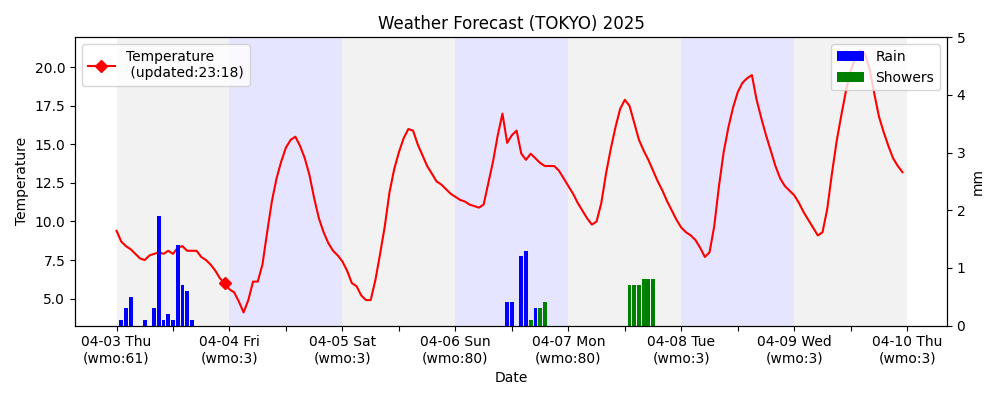 Weather Forecast (TOKYO) 2025
Temperature
(updated:23:18)
Rain
Showers
20.0
17.5
15.0
12.5
10.0
7.5
5.0
Temperature
5
4
3
2
1
0
mm
04-03 Thu
(wmo:61)
04-04 Fri
(wmo:3)
04-05 Sat
(wmo:3)
04-06 Sun
(wmo:80)
04-07 Mon
(wmo:80)
04-08 Tue
(wmo:3)
04-09 Wed
(wmo:3)
04-10 Thu
(wmo:3)
Date